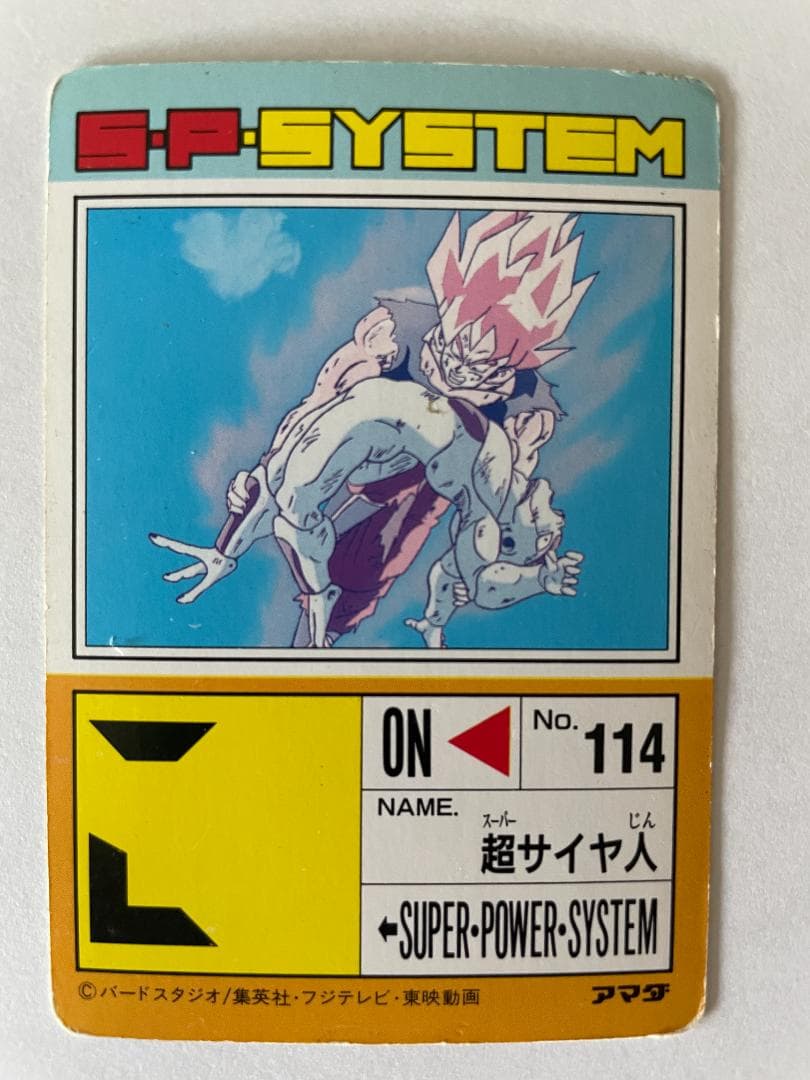 S・P・SYSTEM
ON
No. 114
NAME.
スーパー じん
超サイヤ人
←SUPER・POWER・SYSTEM
©バードスタジオ/集英社・フジテレビ・東映動画
アマダ